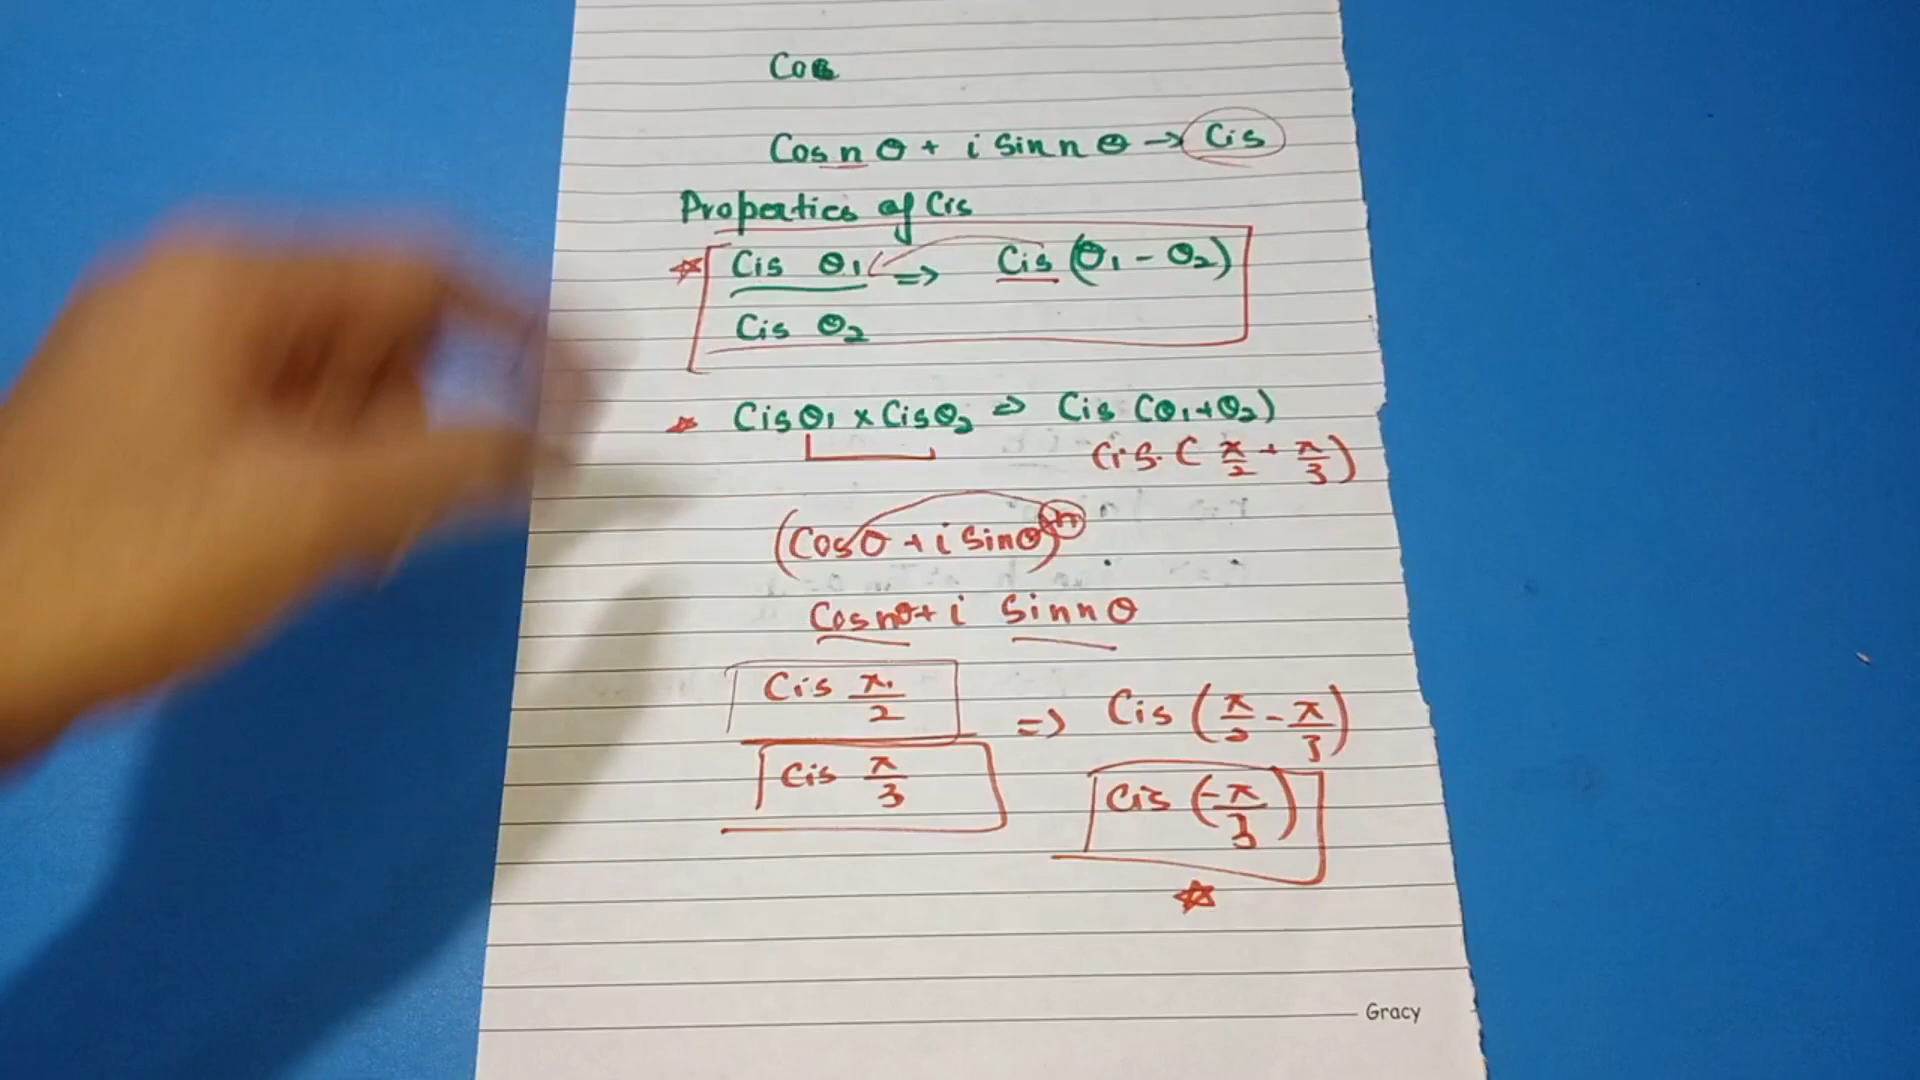 Cos
Cos n θ + i Sin n θ → Cis
Properties of Cis
Cis θ1 => Cis (θ1 - θ2)
Cis θ2
Cis θ1 x Cis θ2 => Cis (θ1 + θ2)
Cis. ( π/2 + π/3 )
(Cos θ + i Sin θ)^n
Cos nθ + i Sin n θ
Cis π/2 => Cis ( π/2 - π/3 )
Cis π/3
Cis ( -π/3 )
Gracy